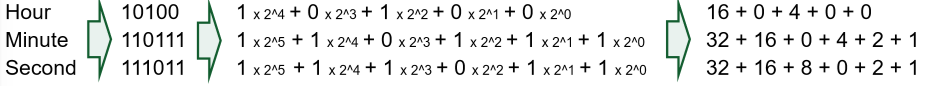 Hour 10100 1 x 2^4 + 0 x 2^3 + 1 x 2^2 + 0 x 2^1 + 0 x 2^0 16 + 0 + 4 + 0 + 0
Minute 110111 1 x 2^5 + 1 x 2^4 + 0 x 2^3 + 1 x 2^2 + 1 x 2^1 + 1 x 2^0 32 + 16 + 0 + 4 + 2 + 1
Second 111011 1 x 2^5 + 1 x 2^4 + 1 x 2^3 + 0 x 2^2 + 1 x 2^1 + 1 x 2^0 32 + 16 + 8 + 0 + 2 + 1